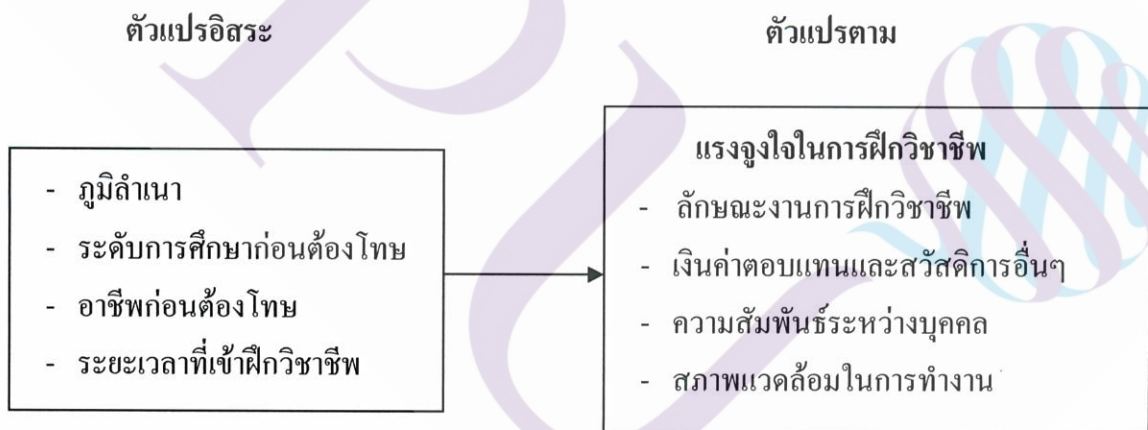 ตัวแปรอิสระ
ตัวแปรตาม
- ภูมิลำเนา
- ระดับการศึกษาก่อนต้องโทษ
- อาชีพก่อนต้องโทษ
- ระยะเวลาที่เข้าฝึกวิชาชีพ
แรงจูงใจในการฝึกวิชาชีพ
- ลักษณะงานการฝึกวิชาชีพ
- เงินค่าตอบแทนและสวัสดิการอื่นๆ
- ความสัมพันธ์ระหว่างบุคคล
- สภาพแวดล้อมในการทำงาน